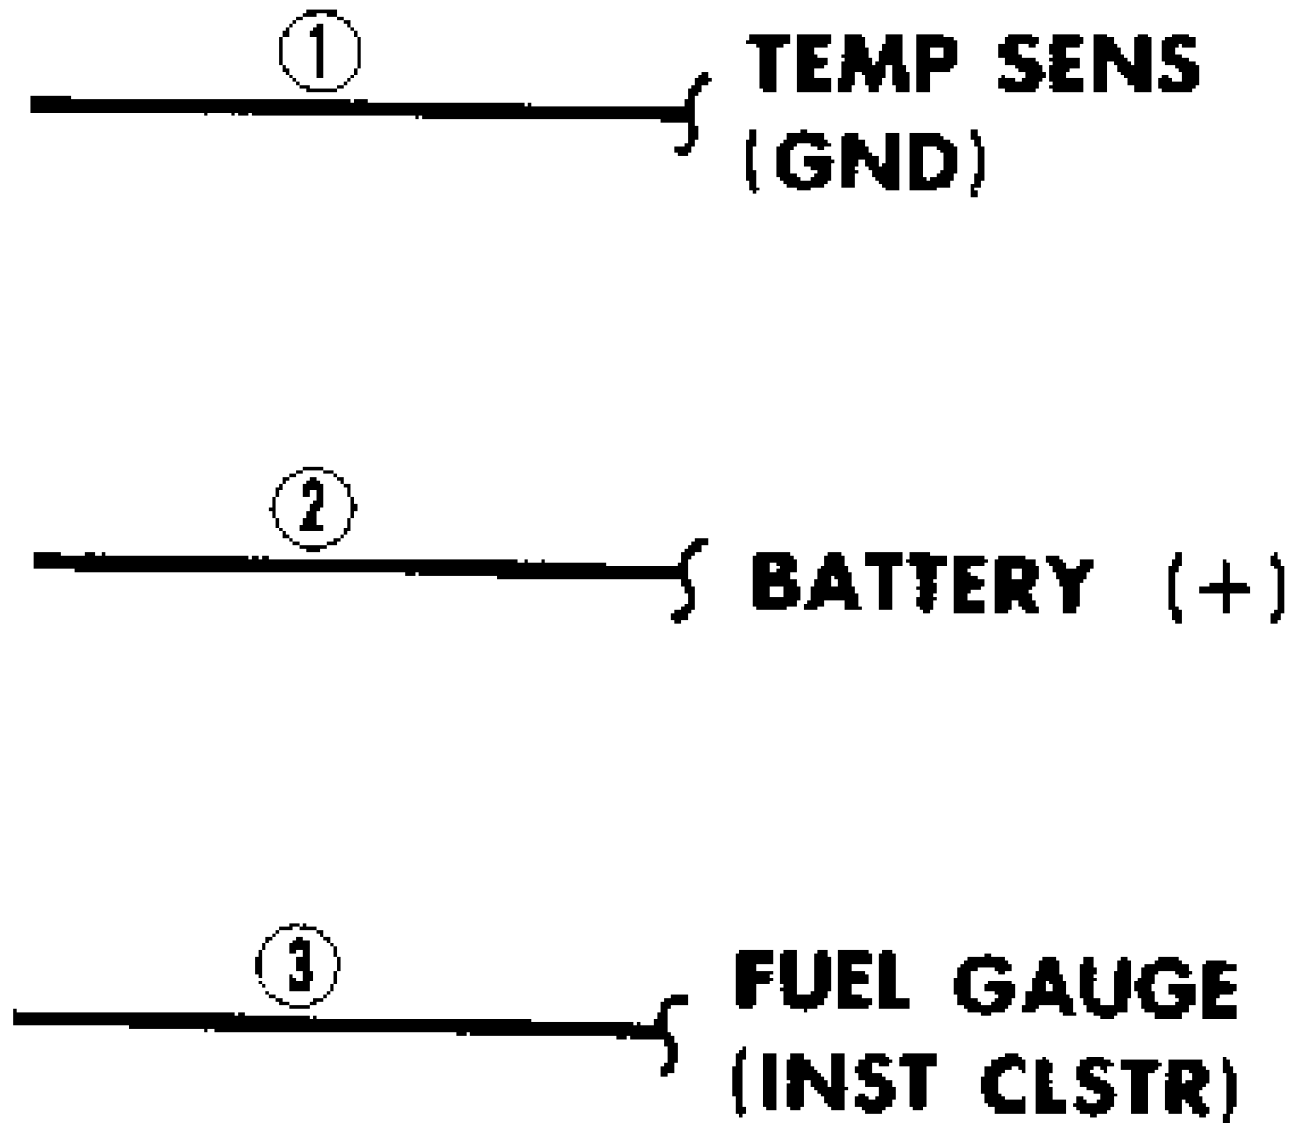 ①
TEMP SENS
(GND)
②
BATTERY (+)
③
FUEL GAUGE
(INST CLSTR)